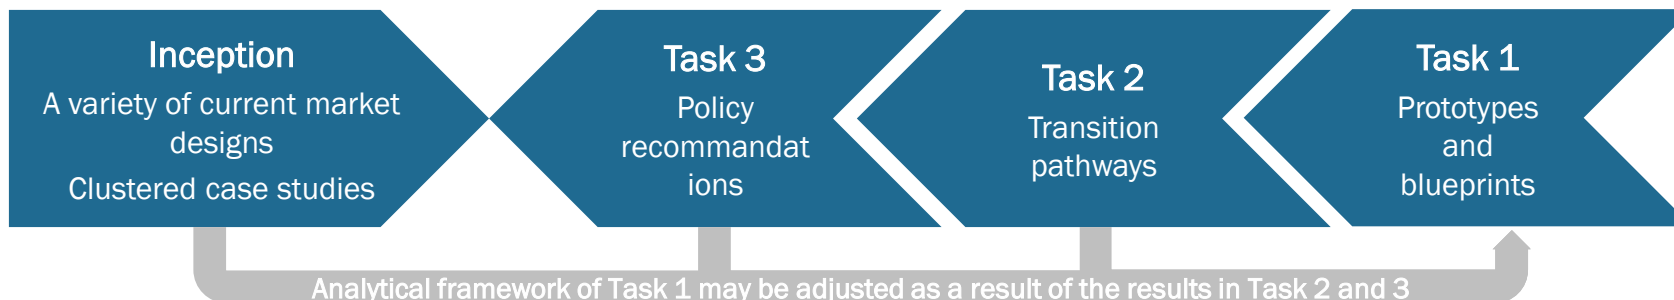 Inception
A variety of current market
designs
Clustered case studies
Task 3
Policy
recommandat
ions
Task 2
Transition
pathways
Task 1
Prototypes
and
blueprints
Analytical framework of Task 1 may be adjusted as a result of the results in Task 2 and 3